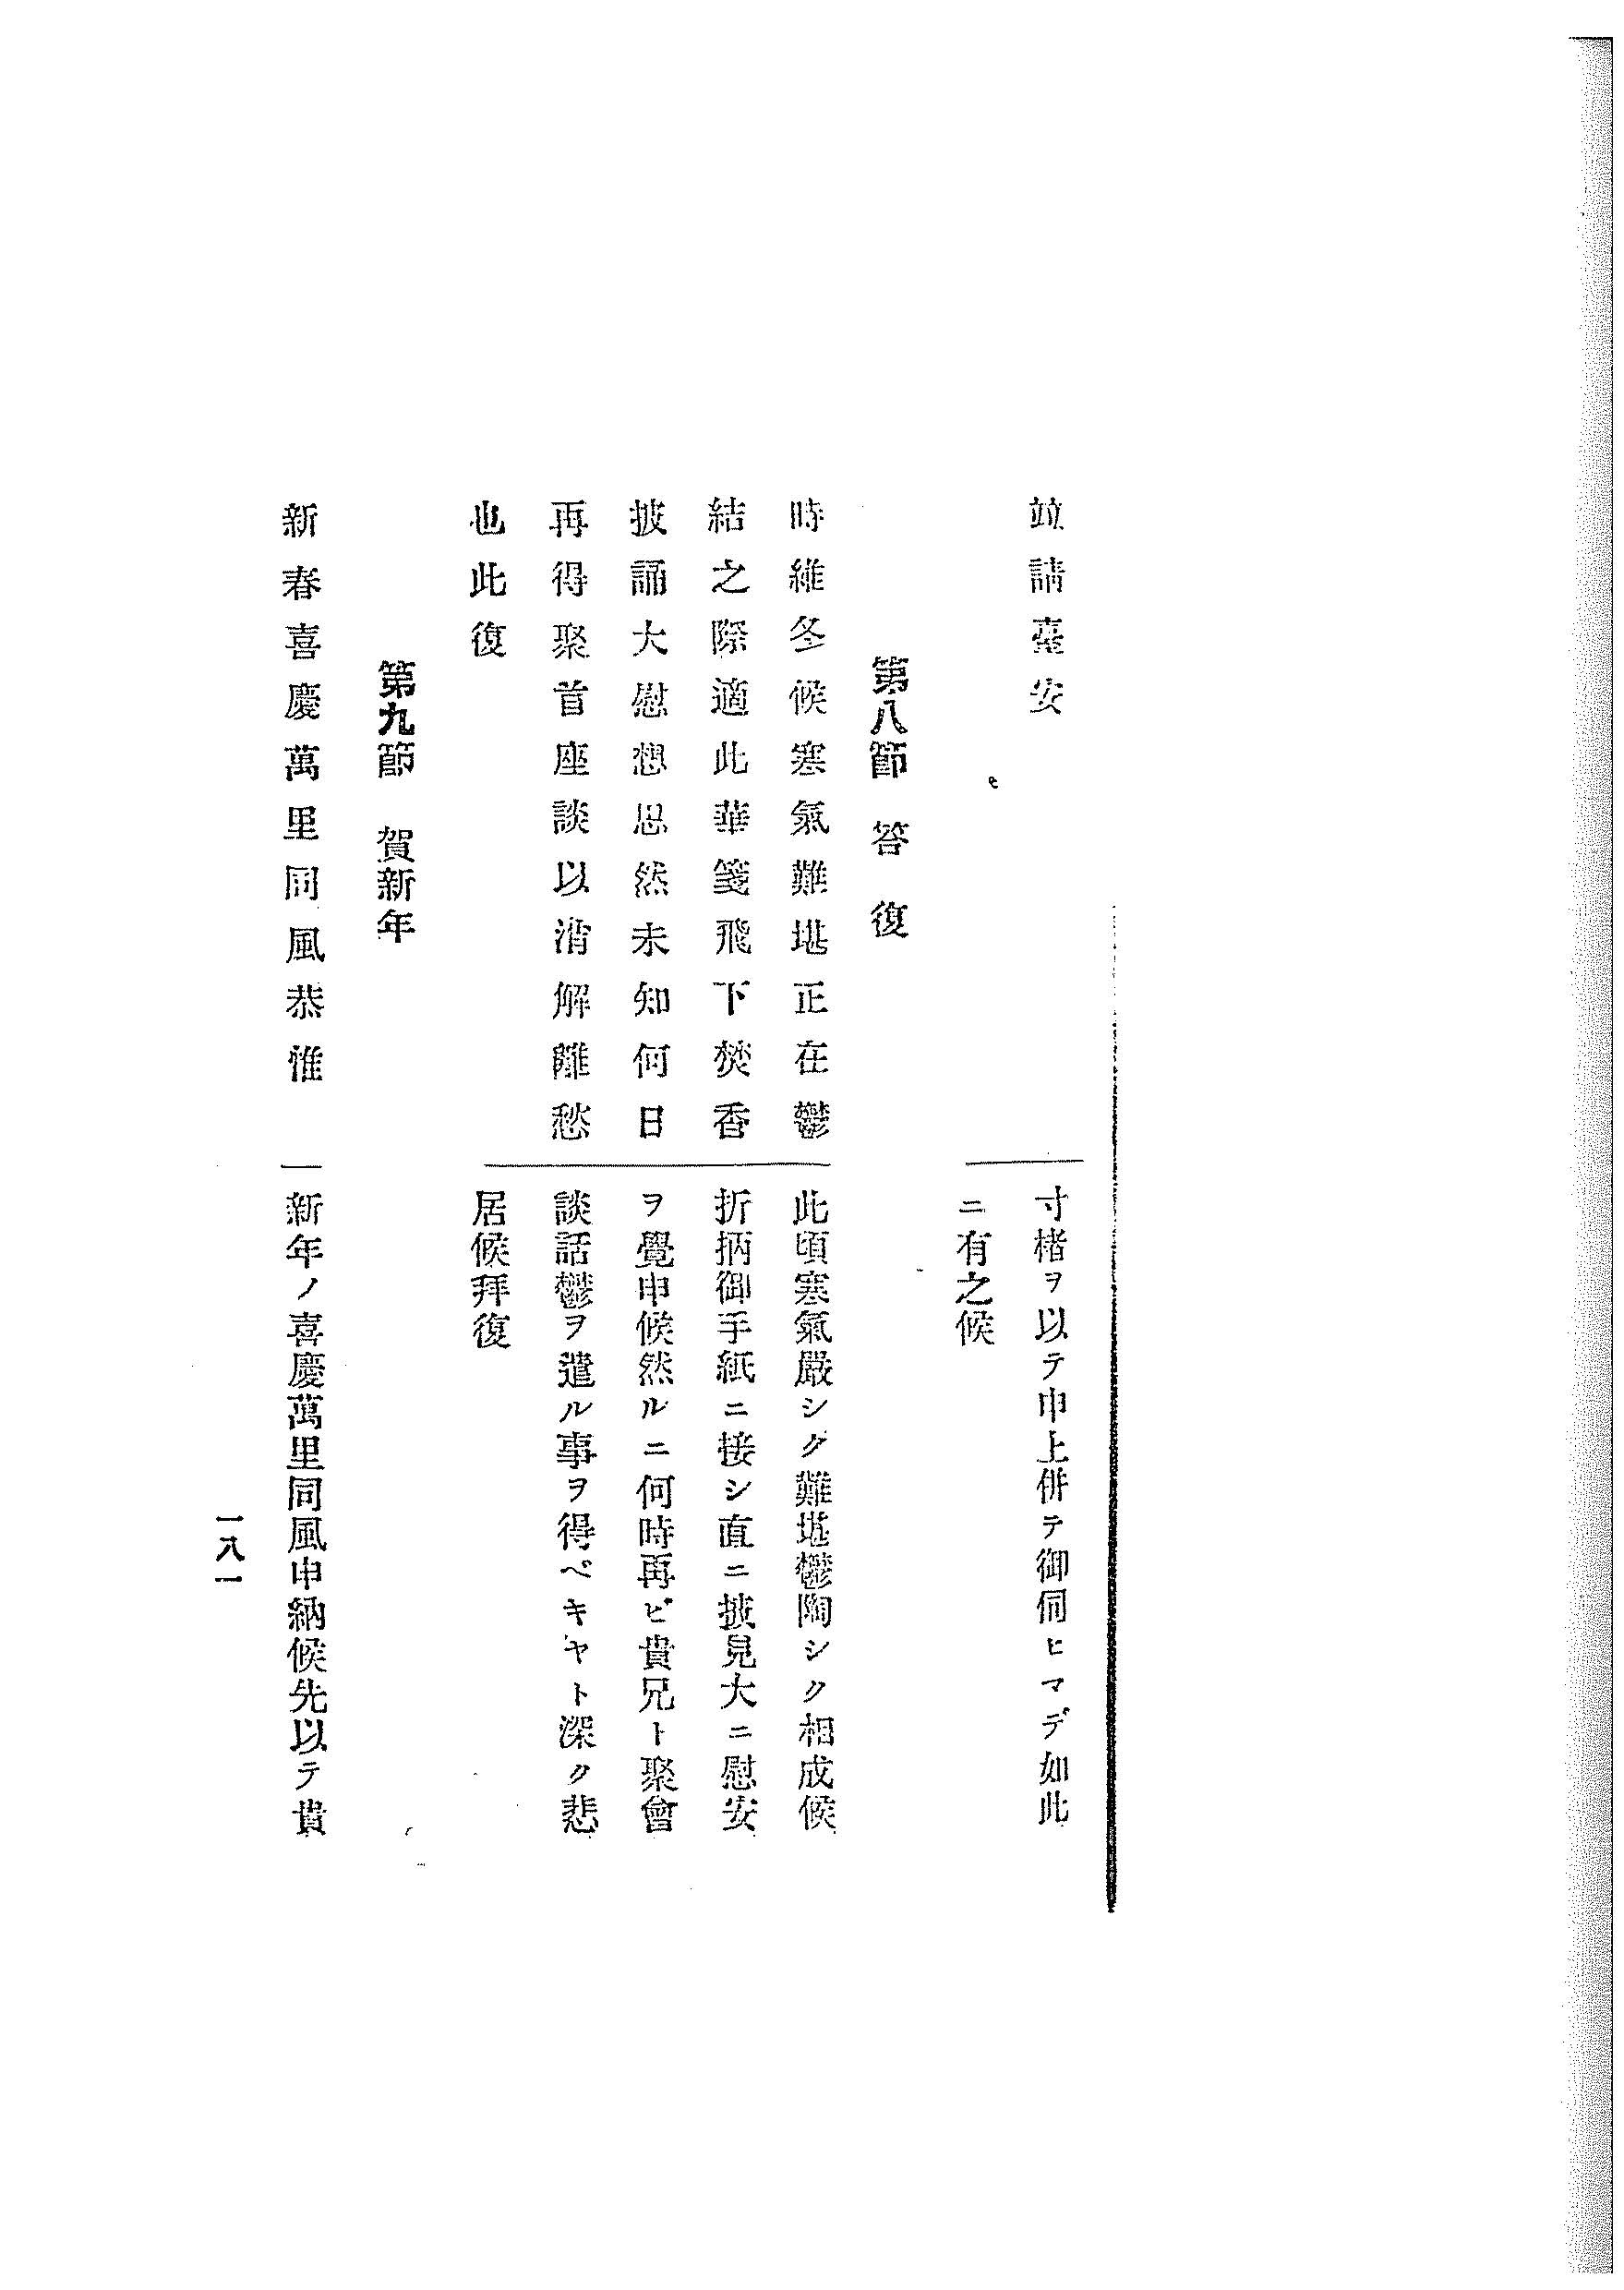 竝請臺安
寸楮ヲ以テ申上併テ御伺ヒマデ如此
ニ有之候
第八節　答復
時維冬候寒氣難堪正在鬱
結之際適此華箋飛下焚香
披誦大慰想思然未知何日
再得聚首座談以消解離愁
也此復
此頃寒氣嚴シク難堪鬱陶シク相成候
折柄御手紙ニ接シ直ニ披見大ニ慰安
ヲ覺申候然ルニ何時再ビ貴兄ト聚會
談話鬱ヲ遣ル事ヲ得ベキヤト深ク悲
居候拜復
第九節　賀新年
新春喜慶萬里同風恭惟
新年ノ喜慶萬里同風申納候先以テ貴
一八一